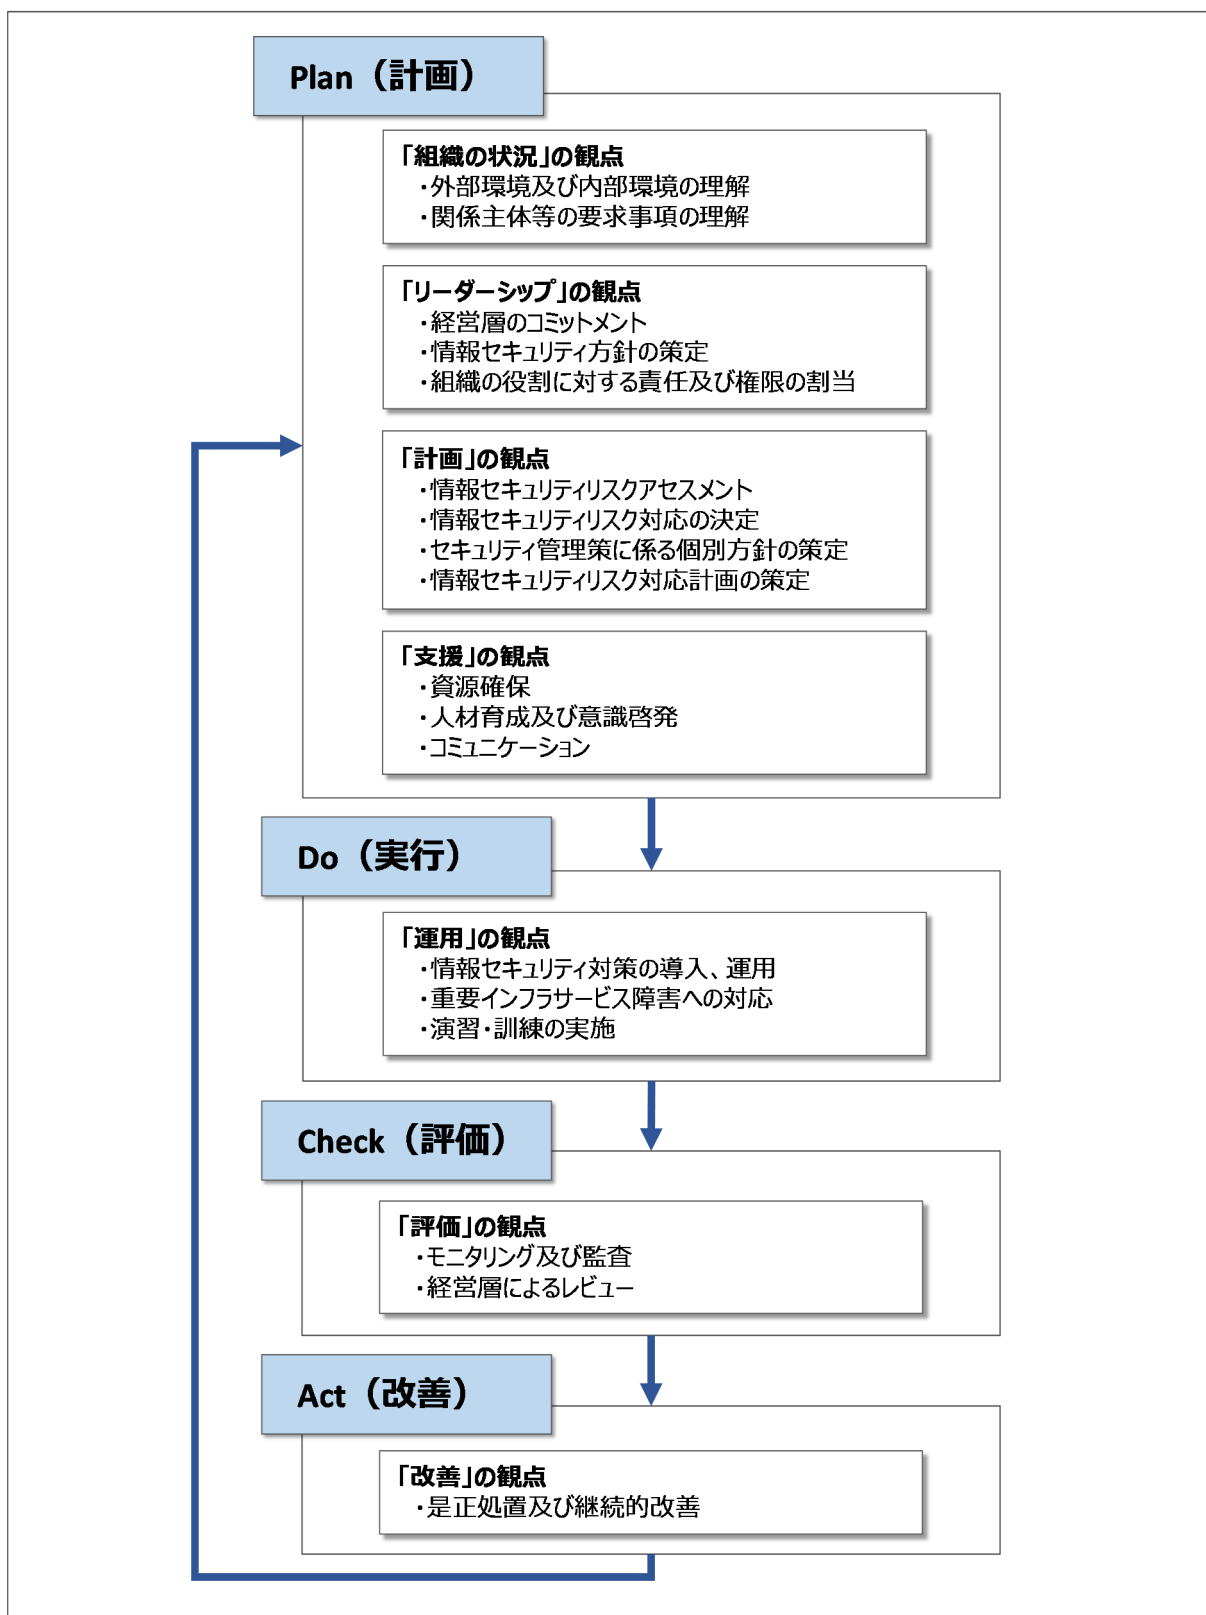 Plan（計画）
「組織の状況」の観点
・外部環境及び内部環境の理解
・関係主体等の要求事項の理解
「リーダーシップ」の観点
・経営層のコミットメント
・情報セキュリティ方針の策定
・組織の役割に対する責任及び権限の割当
「計画」の観点
・情報セキュリティリスクアセスメント
・情報セキュリティリスク対応の決定
・セキュリティ管理策に係る個別方針の策定
・情報セキュリティリスク対応計画の策定
「支援」の観点
・資源確保
・人材育成及び意識啓発
・コミュニケーション
Do（実行）
「運用」の観点
・情報セキュリティ対策の導入、運用
・重要インフラサービス障害への対応
・演習・訓練の実施
Check（評価）
「評価」の観点
・モニタリング及び監査
・経営層によるレビュー
Act（改善）
「改善」の観点
・是正処置及び継続的改善